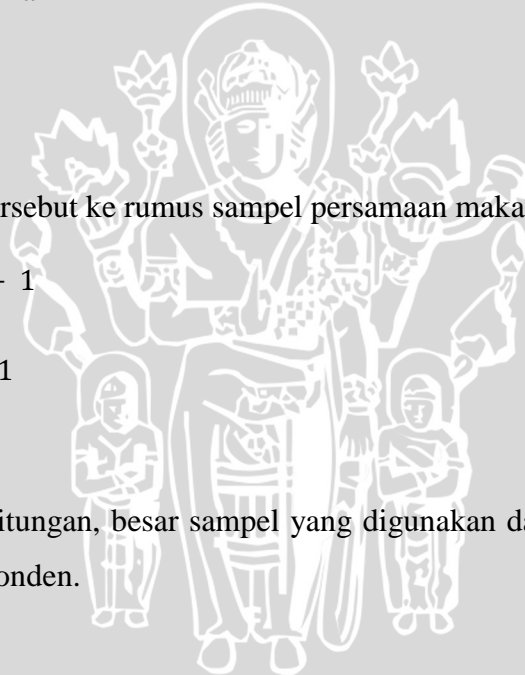 rsebut ke rumus sampel persamaan maka
- 1
1
itungan, besar sampel yang digunakan da
onden.